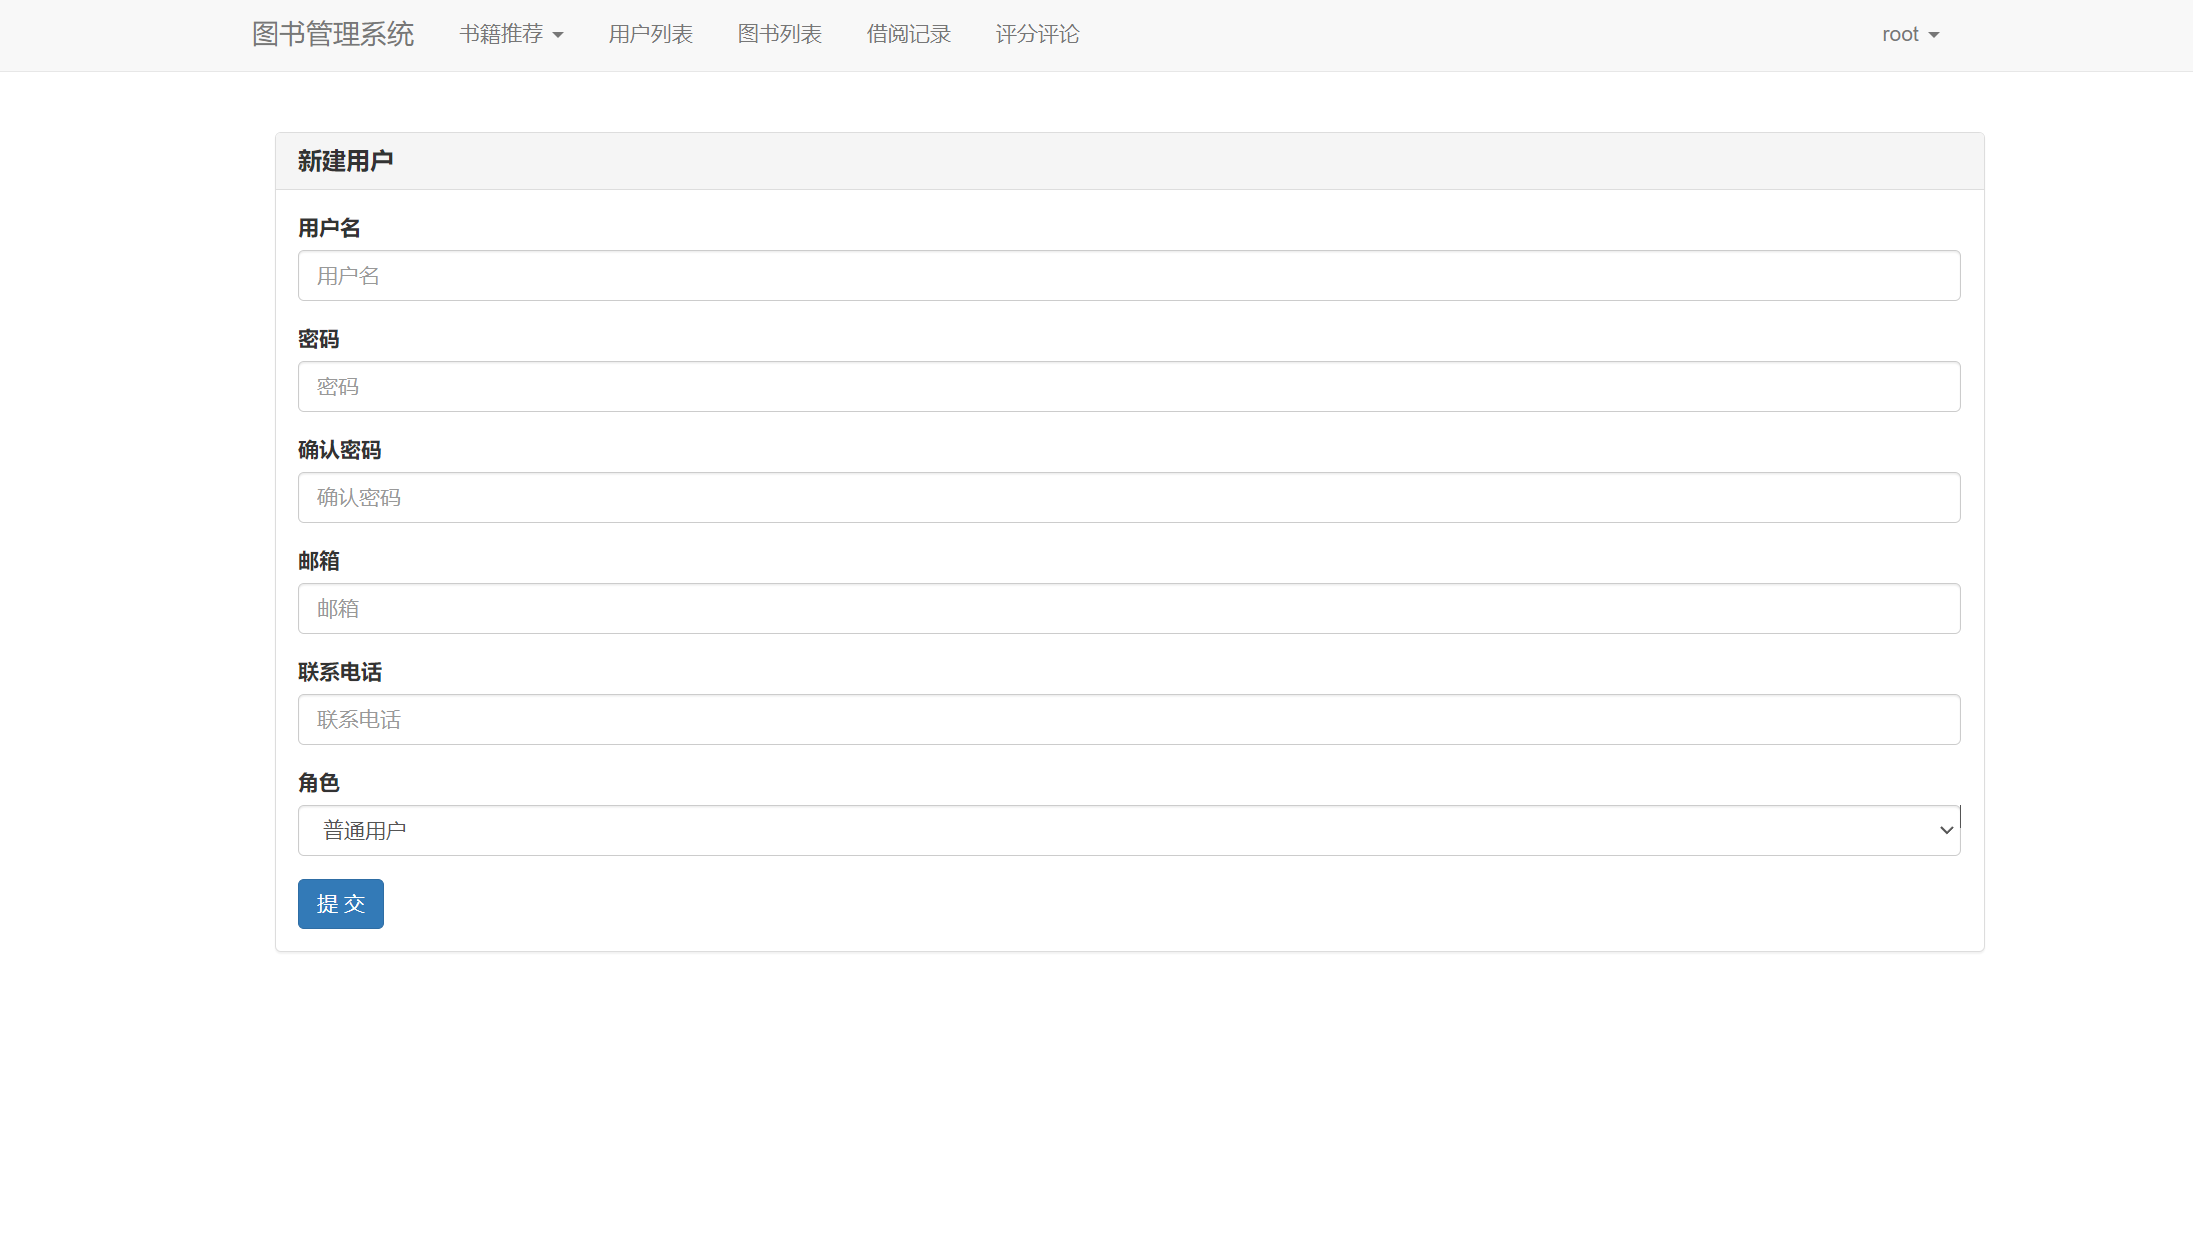 图书管理系统 书籍推荐 用户列表 图书列表 借阅记录 评分评论 root
新建用户
用户名
用户名
密码
密码
确认密码
确认密码
邮箱
邮箱
联系电话
联系电话
角色
普通用户
提 交